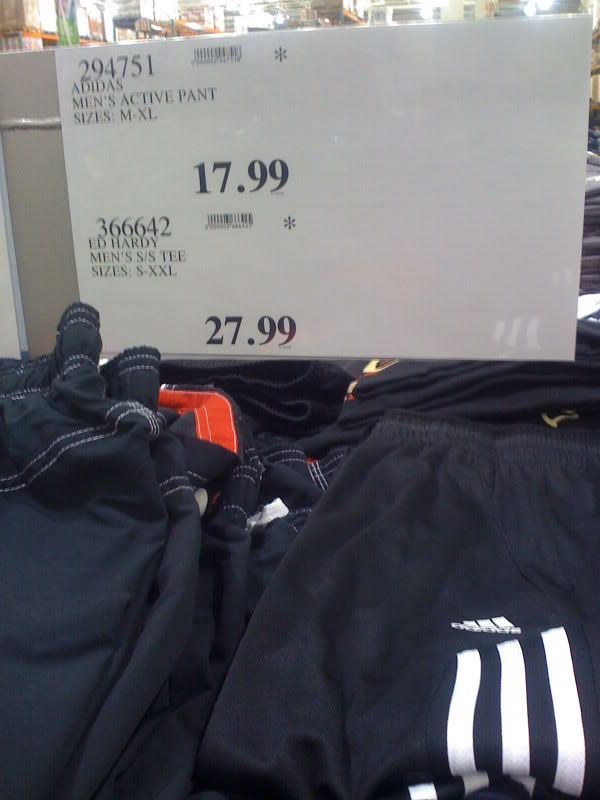 294751 *
ADIDAS
MEN'S ACTIVE PANT
SIZES: M-XL
17.99
366642 *
ED HARDY
MEN'S S/S TEE
SIZES: S-XXL
27.99
adidas